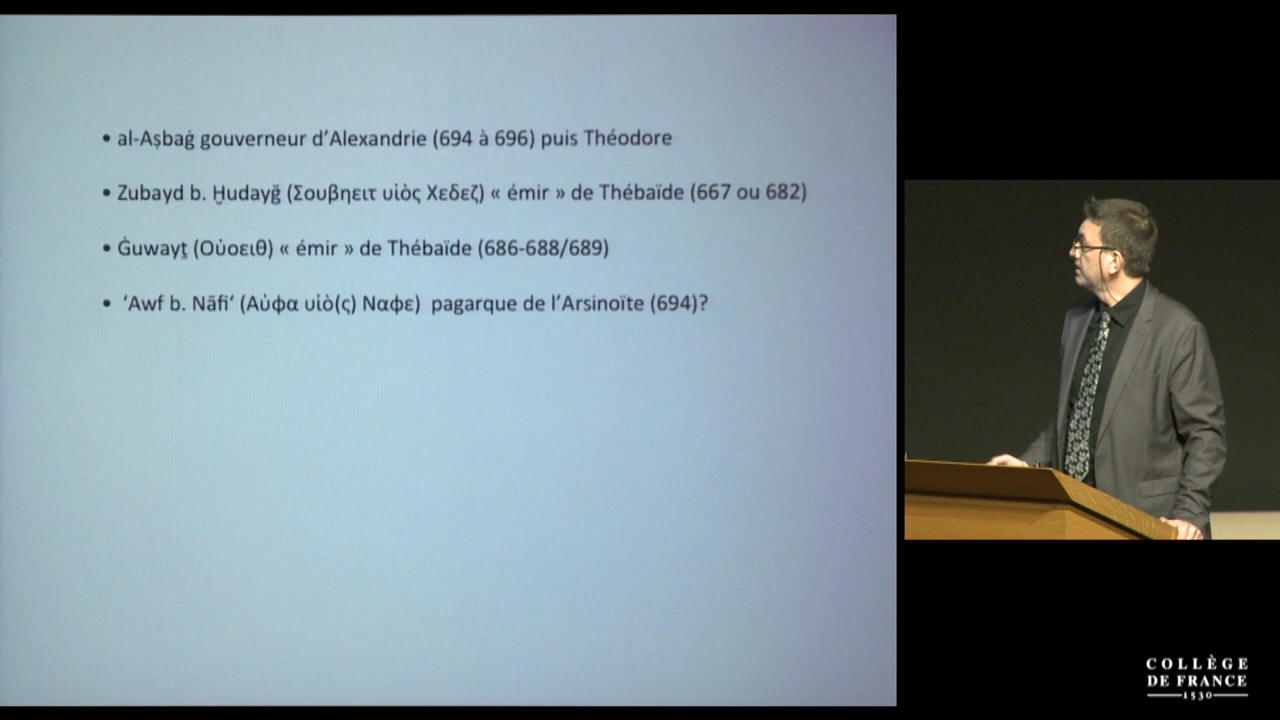 • al-Aṣbaġ gouverneur d’Alexandrie (694 à 696) puis Théodore
• Zubayd b. Ḫudayǧ (Σουβηειτ υἱὸς Χεδεζ) « émir » de Thébaïde (667 ou 682)
• Ġuwayṯ (Οὐοειθ) « émir » de Thébaïde (686-688/689)
• ‘Awf b. Nāfi‘ (Αὐφα υἱὸ(ς) Ναφε) pagarque de l’Arsinoïte (694)?
COLLÈGE
DE FRANCE
1530